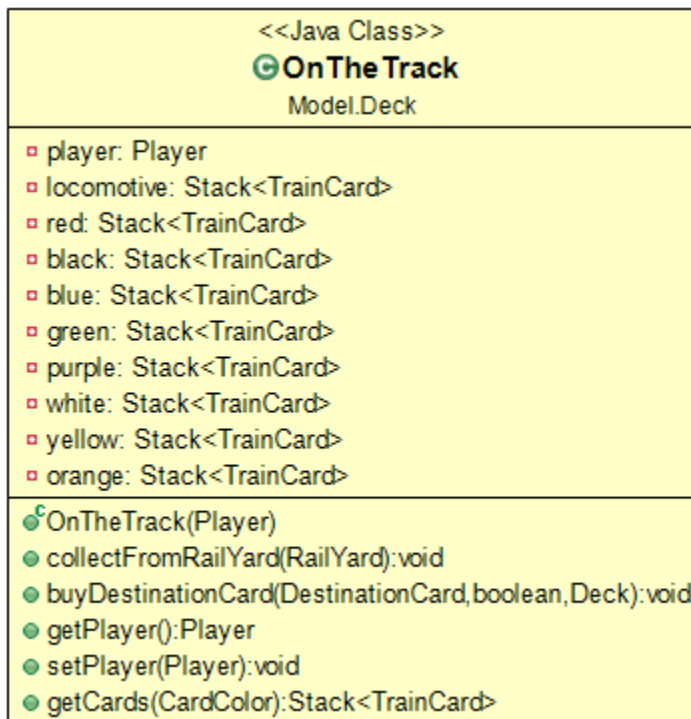 <<Java Class>>
C OnTheTrack
Model.Deck
player: Player
locomotive: Stack<TrainCard>
red: Stack<TrainCard>
black: Stack<TrainCard>
blue: Stack<TrainCard>
green: Stack<TrainCard>
purple: Stack<TrainCard>
white: Stack<TrainCard>
yellow: Stack<TrainCard>
orange: Stack<TrainCard>
c OnTheTrack(Player)
collectFromRailYard(RailYard):void
buyDestinationCard(DestinationCard,boolean,Deck):void
getPlayer():Player
setPlayer(Player):void
getCards(CardColor):Stack<TrainCard>